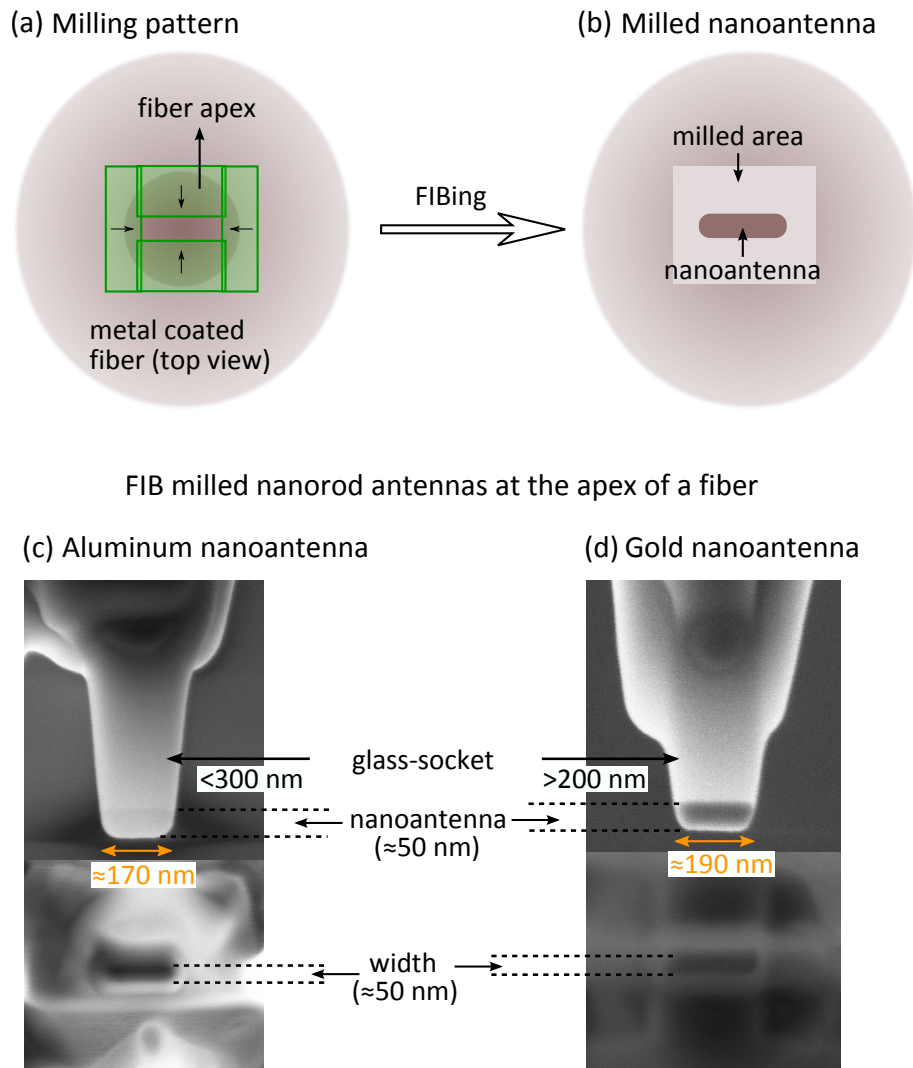 (a) Milling pattern
(b) Milled nanoantenna
fiber apex
milled area
FIBing
nanoantenna
metal coated
fiber (top view)
FIB milled nanorod antennas at the apex of a fiber
(c) Aluminum nanoantenna
(d) Gold nanoantenna
glass-socket
<300 nm
>200 nm
nanoantenna
(≈50 nm)
≈170 nm
≈190 nm
width
(≈50 nm)